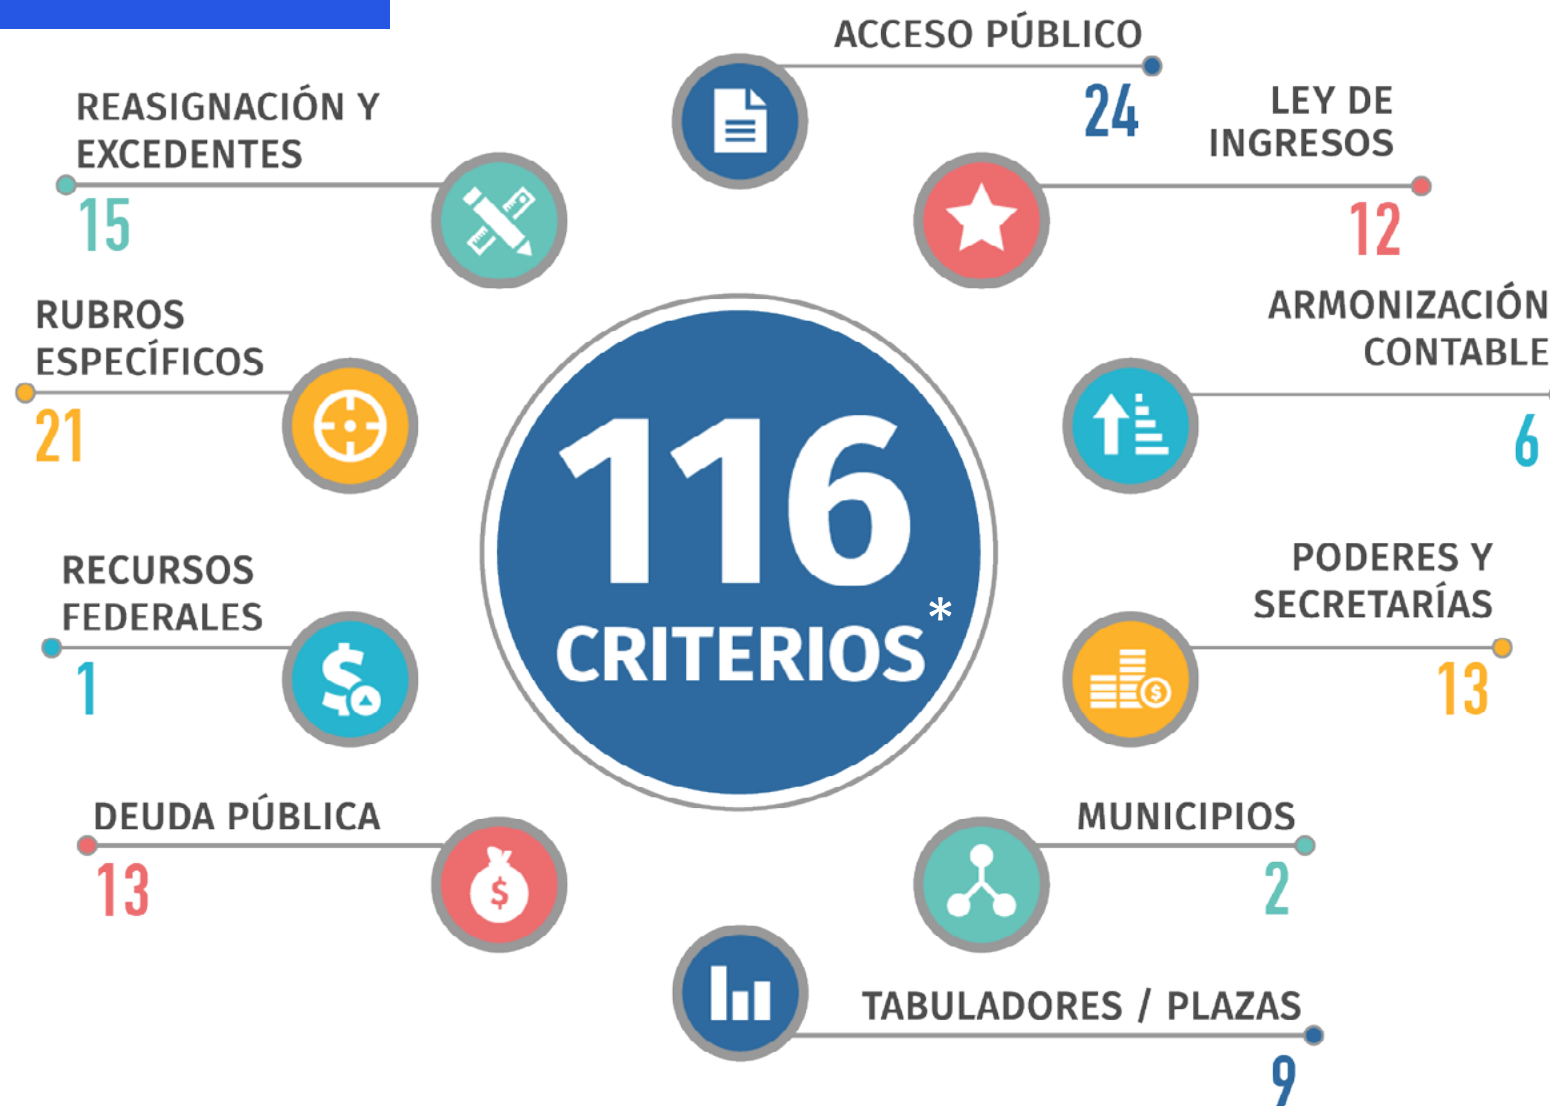 ACCESO PÚBLICO
24
LEY DE
INGRESOS
12
ARMONIZACIÓN
CONTABLE
6
PODERES Y
SECRETARÍAS
13
MUNICIPIOS
2
TABULADORES / PLAZAS
9
DEUDA PÚBLICA
13
$
RECURSOS
FEDERALES
1
RUBROS
ESPECÍFICOS
21
REASIGNACIÓN Y
EXCEDENTES
15
116
CRITERIOS*